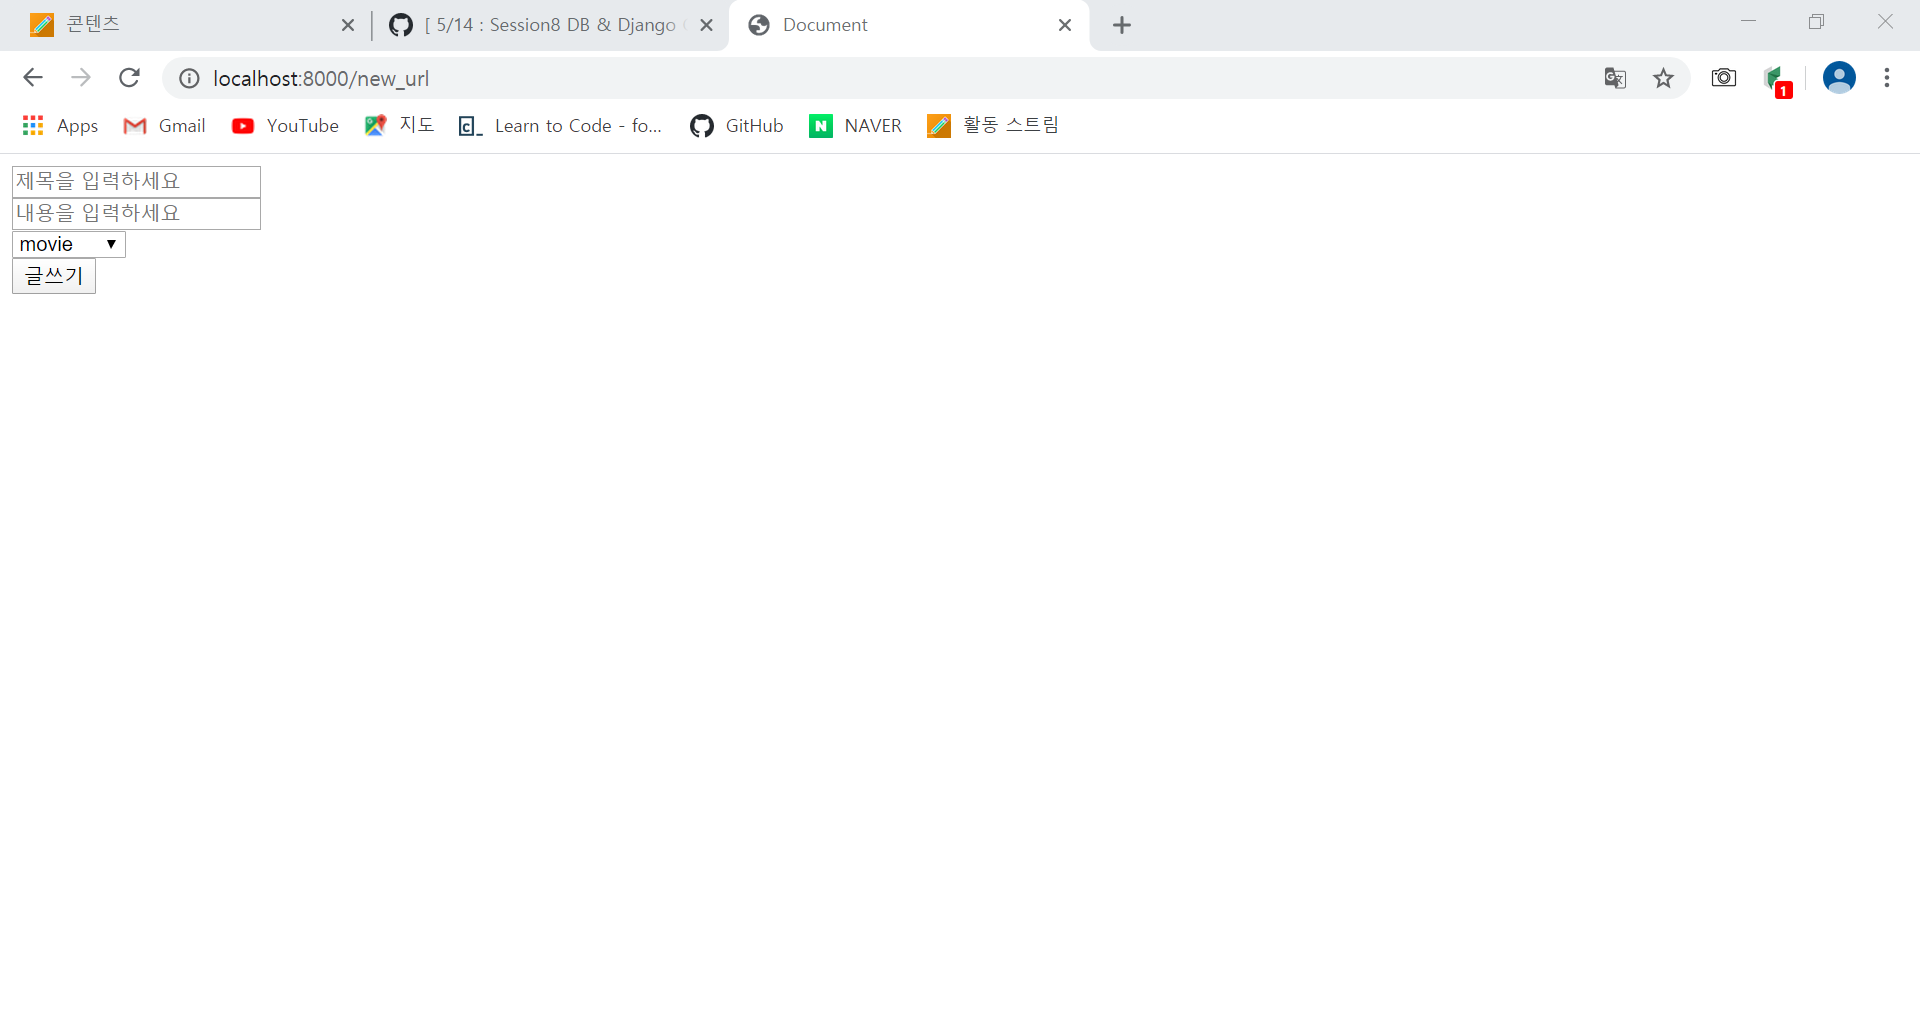 콘텐츠
[ 5/14 : Session8 DB & Django
Document
localhost:8000/new_url
1
Apps
Gmail
YouTube
지도
Learn to Code - fo...
GitHub
NAVER
활동 스트림
제목을 입력하세요
내용을 입력하세요
movie
글쓰기